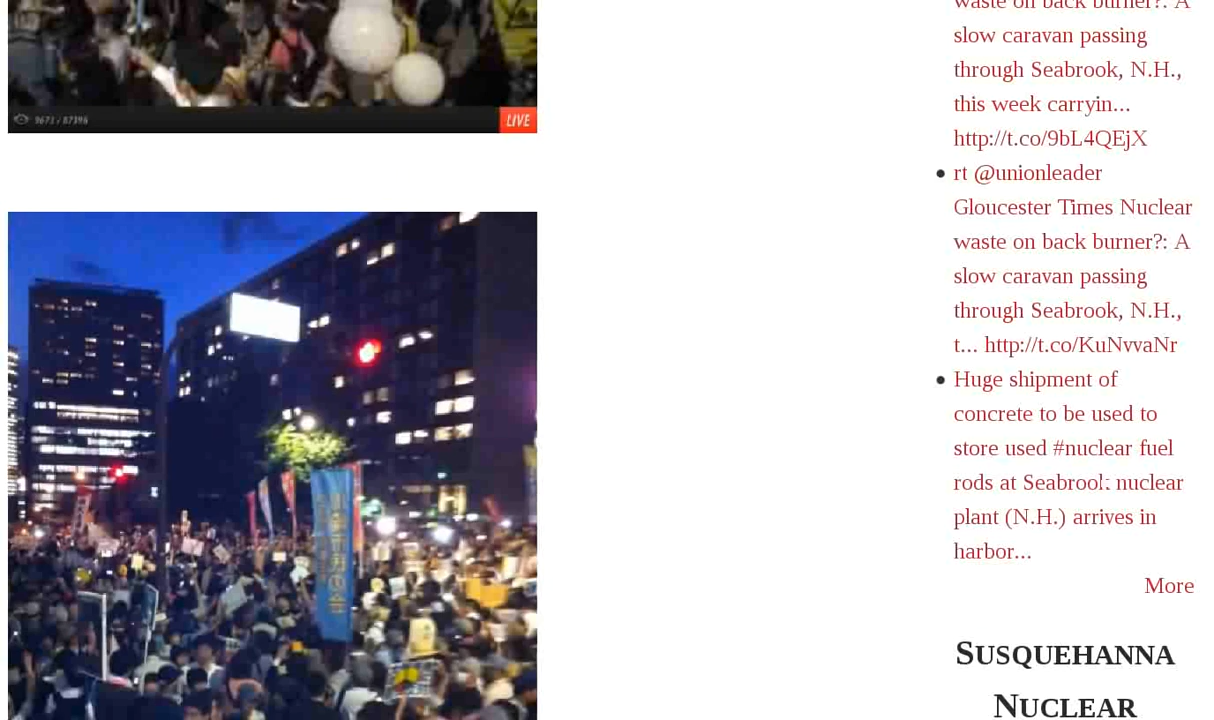 waste on back burner?: A
slow caravan passing
through Seabrook, N.H.,
this week carryin...
http://t.co/9bL4QEjX
9673 / 87396
LIVE
• rt @unionleader
Gloucester Times Nuclear
waste on back burner?: A
slow caravan passing
through Seabrook, N.H.,
t... http://t.co/KuNvvaNr
• Huge shipment of
concrete to be used to
store used #nuclear fuel
rods at Seabrook nuclear
plant (N.H.) arrives in
harbor...
More
SUSQUEHANNA
NUCLEAR